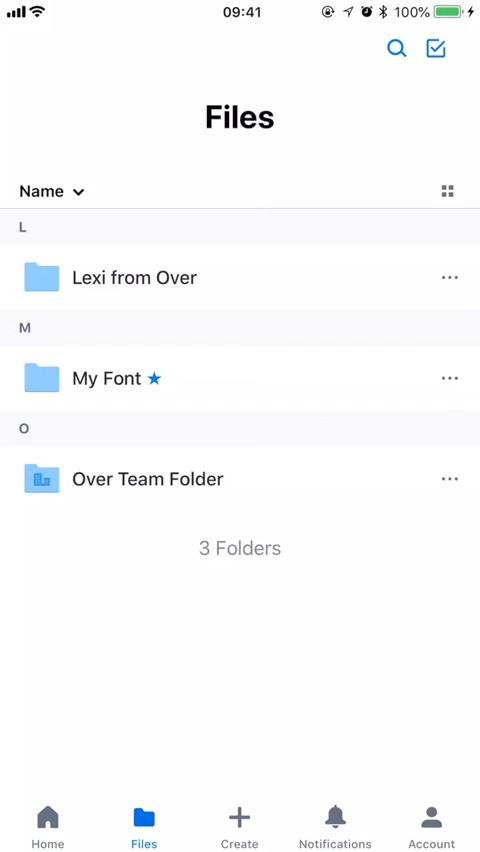 09:41 100%
Files
Name
L
Lexi from Over
M
My Font
O
Over Team Folder
3 Folders
Home Files Create Notifications Account